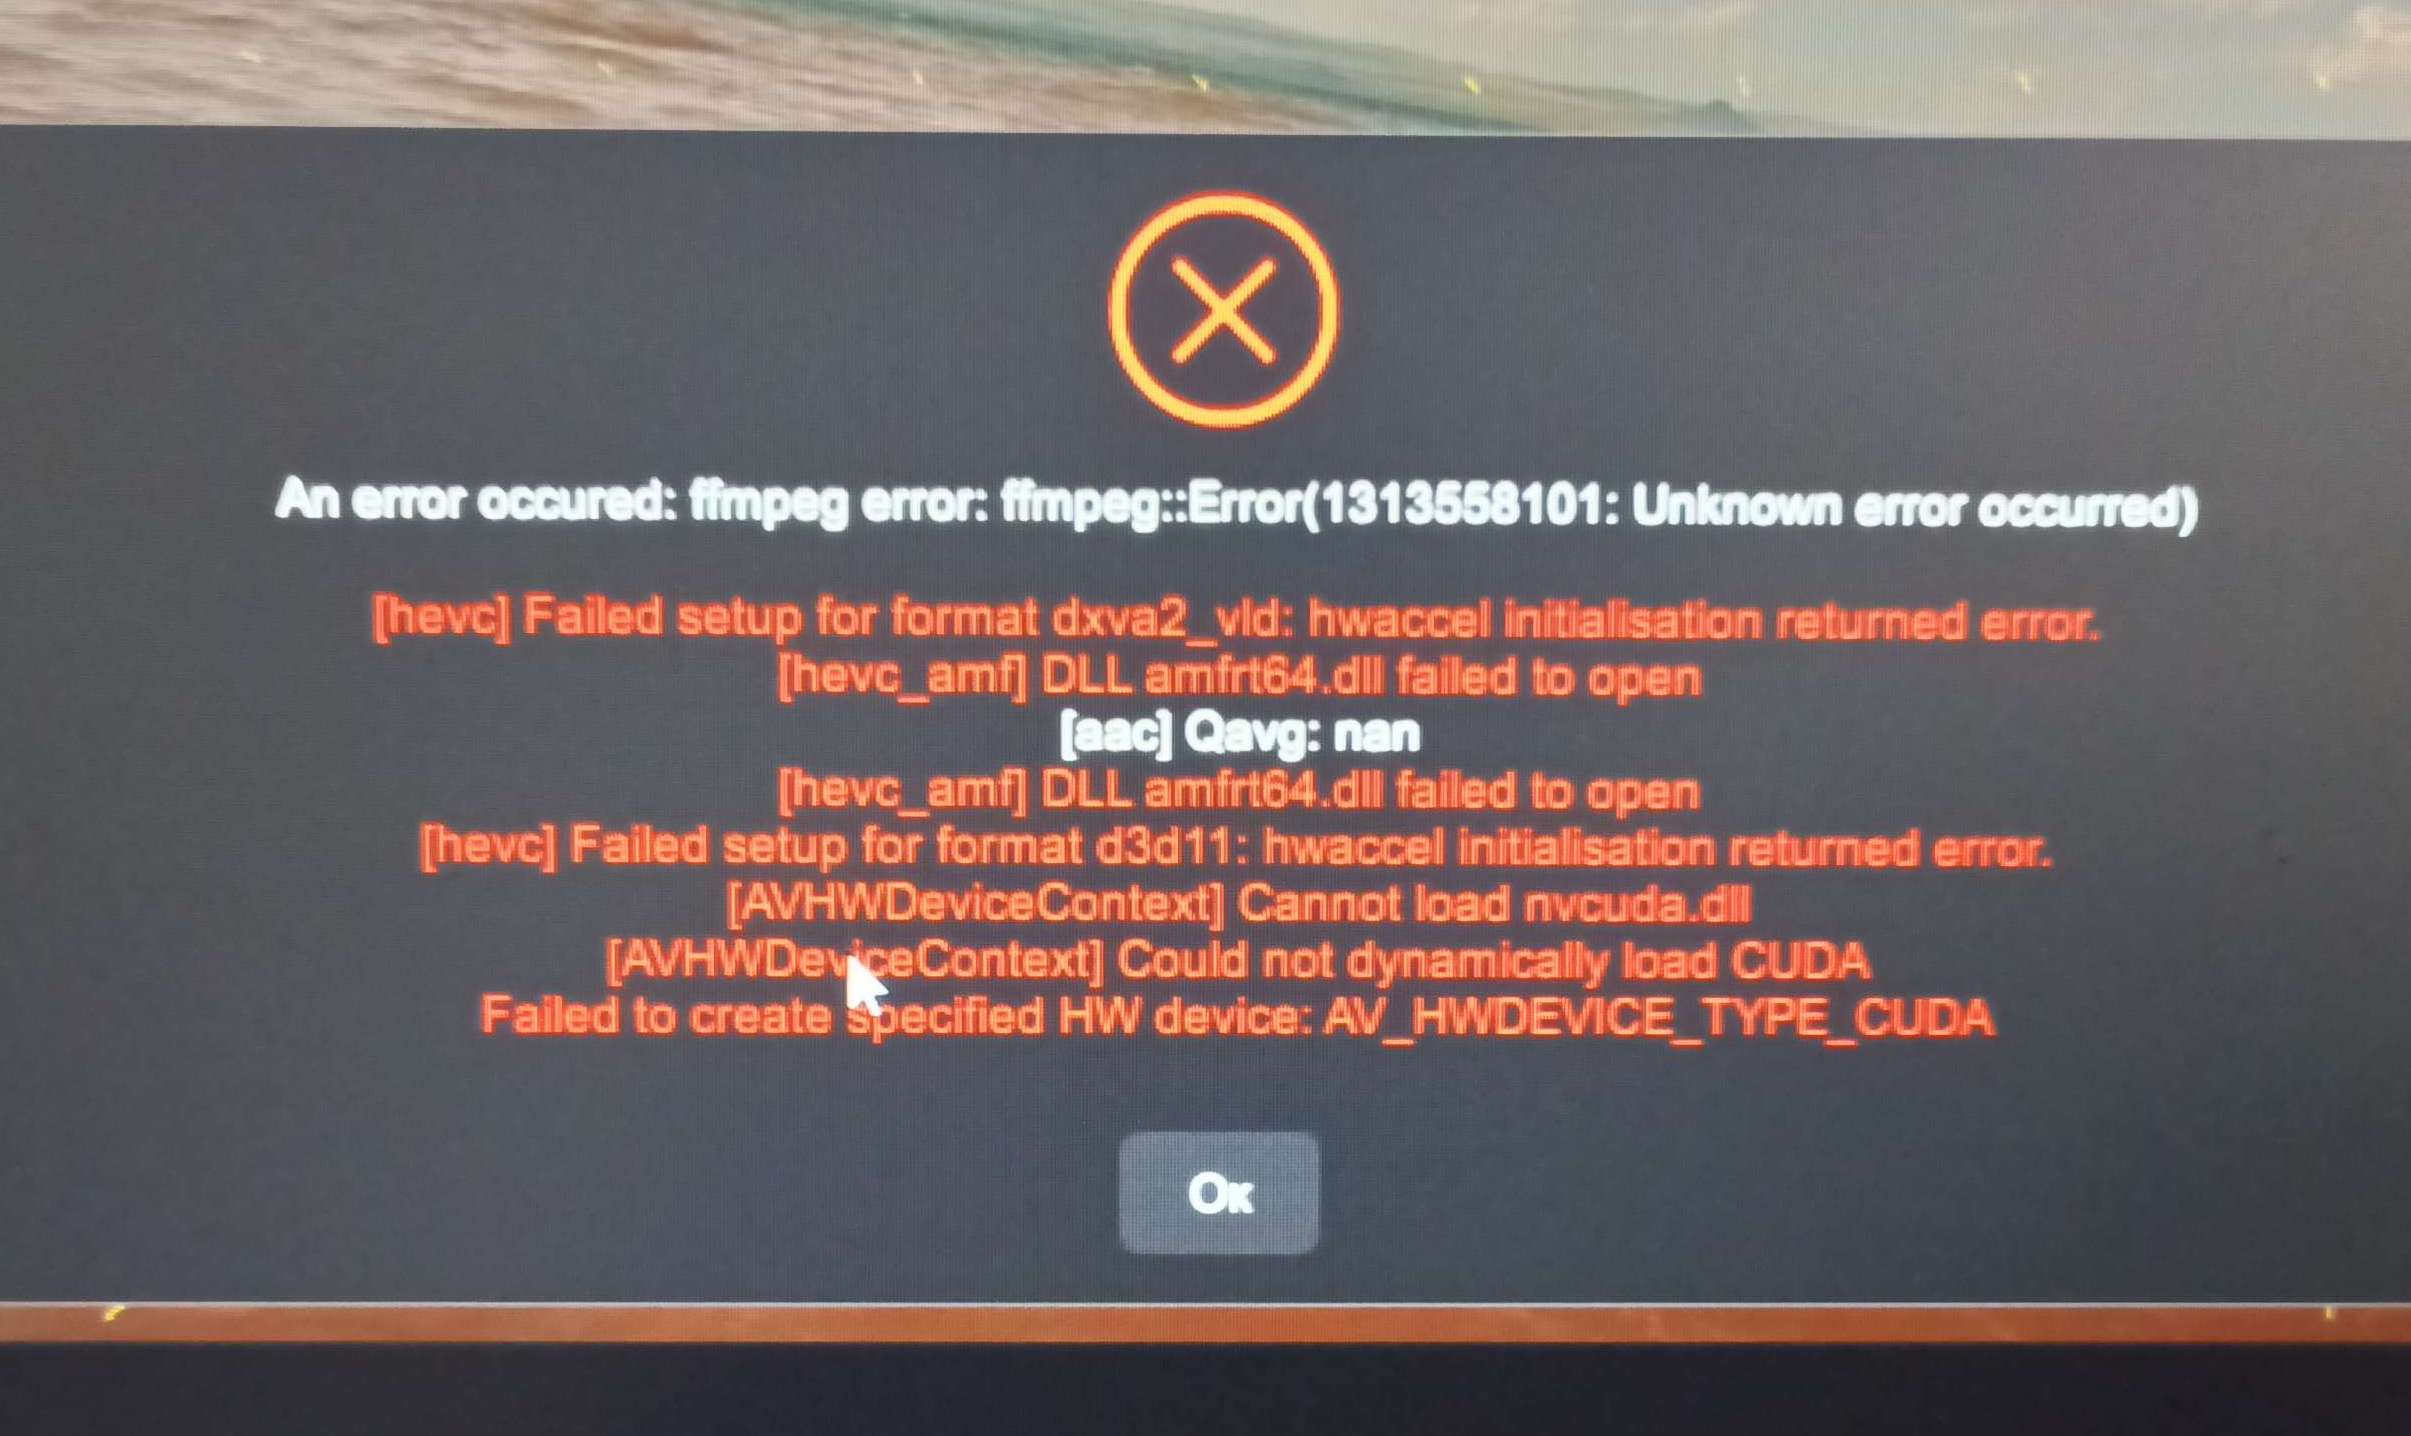 An error occured: ffmpeg error: ffmpeg::Error(1313558101: Unknown error occurred)
[hevc] Failed setup for format dxva2_vld: hwaccel initialisation returned error.
[hevc_amf] DLL amfrt64.dll failed to open
[aac] Qavg: nan
[hevc_amf] DLL amfrt64.dll failed to open
[hevc] Failed setup for format d3d11: hwaccel initialisation returned error.
[AVHWDeviceContext] Cannot load nvcuda.dll
[AVHWDeviceContext] Could not dynamically load CUDA
Failed to create specified HW device: AV_HWDEVICE_TYPE_CUDA
Ок